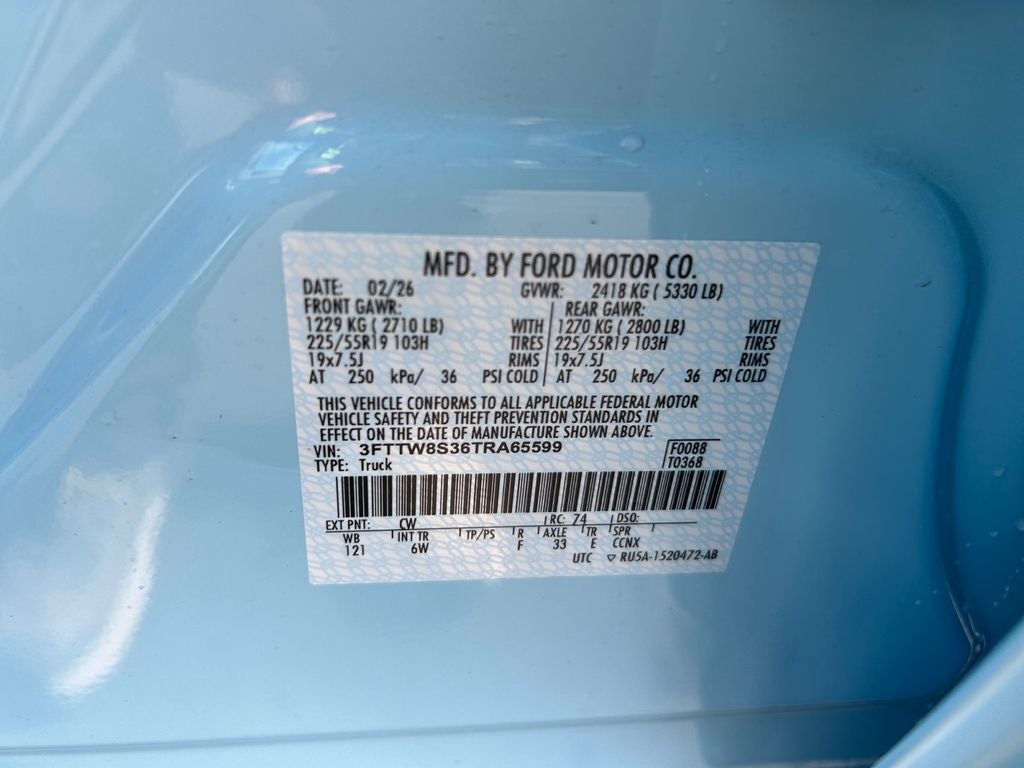 MFD. BY FORD MOTOR CO.
DATE: 02/26 GVWR: 2418 KG ( 5330 LB)
FRONT GAWR: REAR GAWR:
1229 KG ( 2710 LB) WITH 1270 KG ( 2800 LB) WITH
225/55R19 103H TIRES 225/55R19 103H TIRES
19x7.5J RIMS 19x7.5J RIMS
AT 250 kPa/ 36 PSI COLD AT 250 kPa/ 36 PSI COLD
THIS VEHICLE CONFORMS TO ALL APPLICABLE FEDERAL MOTOR
VEHICLE SAFETY AND THEFT PREVENTION STANDARDS IN
EFFECT ON THE DATE OF MANUFACTURE SHOWN ABOVE.
VIN: 3FTTW8S36TRA65599 F0088
TYPE: Truck T0368
EXT PNT: CW RC: 74 DSO:
WB INT TR TP/PS R AXLE TR SPR
121 6W F 33 E CCNX
UTC ▽ RU5A-1520472-AB